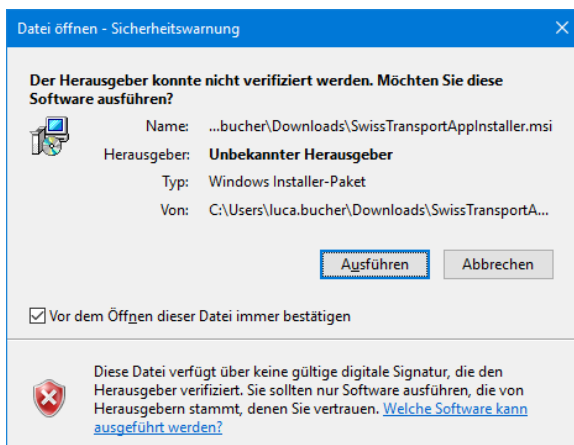 Datei öffnen - Sicherheitswarnung
Der Herausgeber konnte nicht verifiziert werden. Möchten Sie diese
Software ausführen?
Name: ...bucher\Downloads\SwissTransportAppInstaller.msi
Herausgeber: Unbekannter Herausgeber
Typ: Windows Installer-Paket
Von: C:\Users\luca.bucher\Downloads\SwissTransportA...
Ausführen Abbrechen
Vor dem Öffnen dieser Datei immer bestätigen
Diese Datei verfügt über keine gültige digitale Signatur, die den
Herausgeber verifiziert. Sie sollten nur Software ausführen, die von
Herausgebern stammt, denen Sie vertrauen. Welche Software kann
ausgeführt werden?